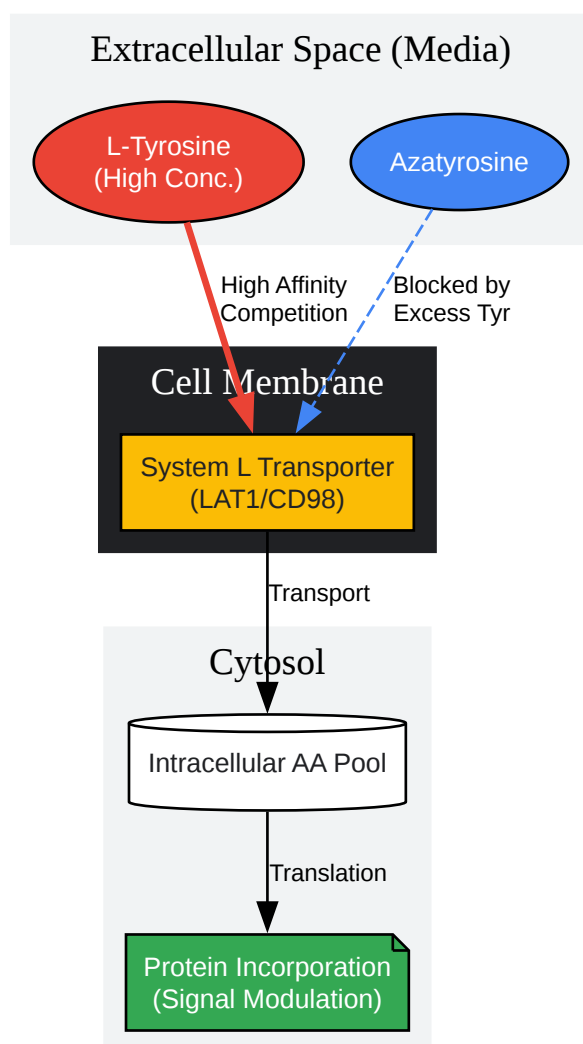 Extracellular Space (Media)
L-Tyrosine
(High Conc.)
Azatyrosine
High Affinity
Competition
Blocked by
Excess Tyr
Cell Membrane
System L Transporter
(LAT1/CD98)
Transport
Cytosol
Intracellular AA Pool
Translation
Protein Incorporation
(Signal Modulation)